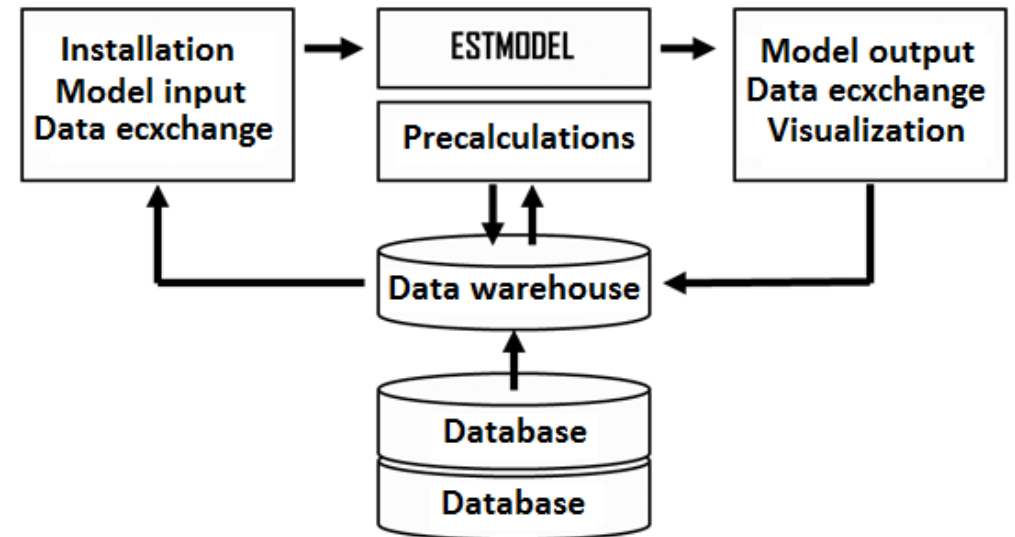 Installation
Model input
Data ecxchange
ESTMODEL
Precalculations
Model output
Data ecxchange
Visualization
Data warehouse
Database
Database